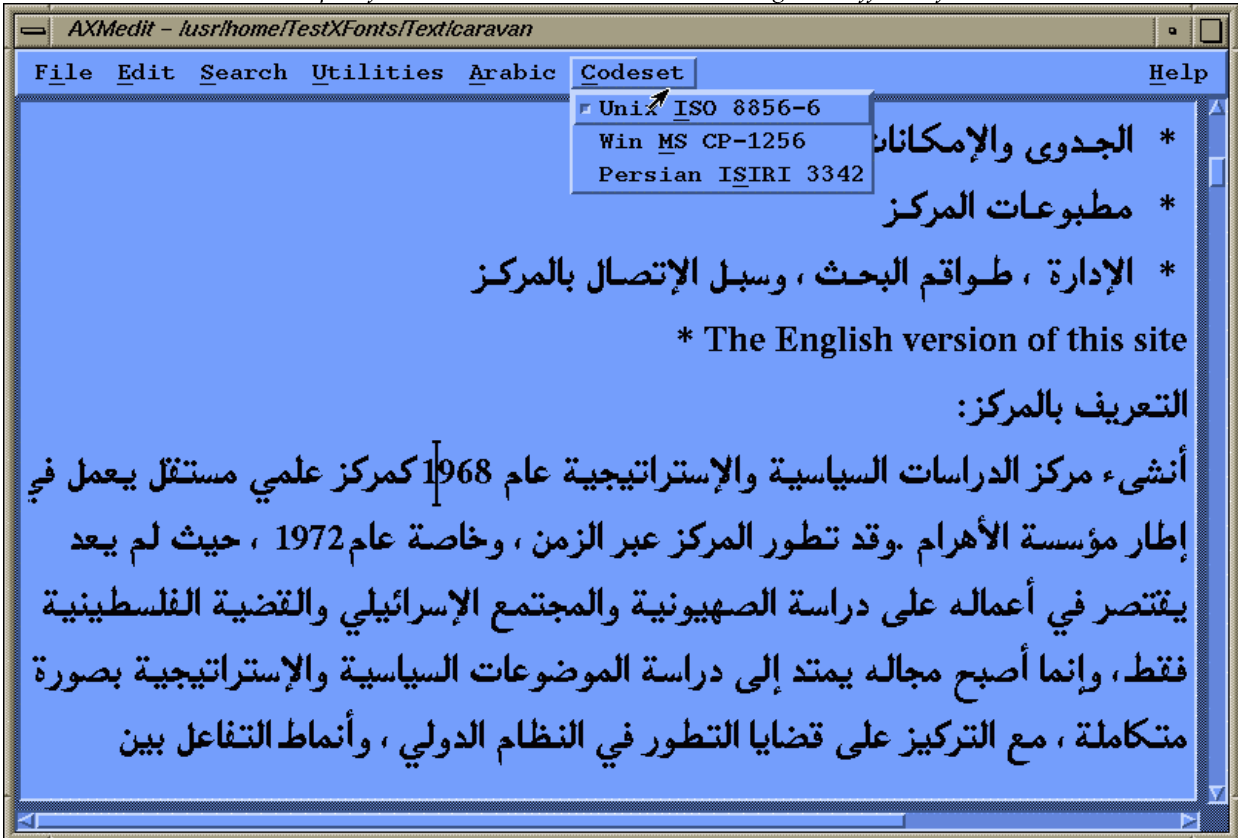 AXMedit – /usr/home/TestXFonts/Text/caravan
File Edit Search Utilities Arabic Codeset Help
Unix ISO 8856-6
Win MS CP-1256
Persian ISIRI 3342
* الجدوى والإمكانات
* مطبوعات المركز
* الإدارة ، طواقم البحث ، وسبل الإتصال بالمركز
* The English version of this site
التعريف بالمركز:
أنشىء مركز الدراسات السياسية والإستراتيجية عام 1968 كمركز علمي مستقل يعمل في
إطار مؤسسة الأهرام .وقد تطور المركز عبر الزمن ، وخاصة عام1972 ، حيث لم يعد
يقتصر في أعماله على دراسة الصهيونية والمجتمع الإسرائيلي والقضية الفلسطينية
فقط، وإنما أصبح مجاله يمتد إلى دراسة الموضوعات السياسية والإستراتيجية بصورة
متكاملة ، مع التركيز على قضايا التطور في النظام الدولي ، وأنماط التفاعل بين